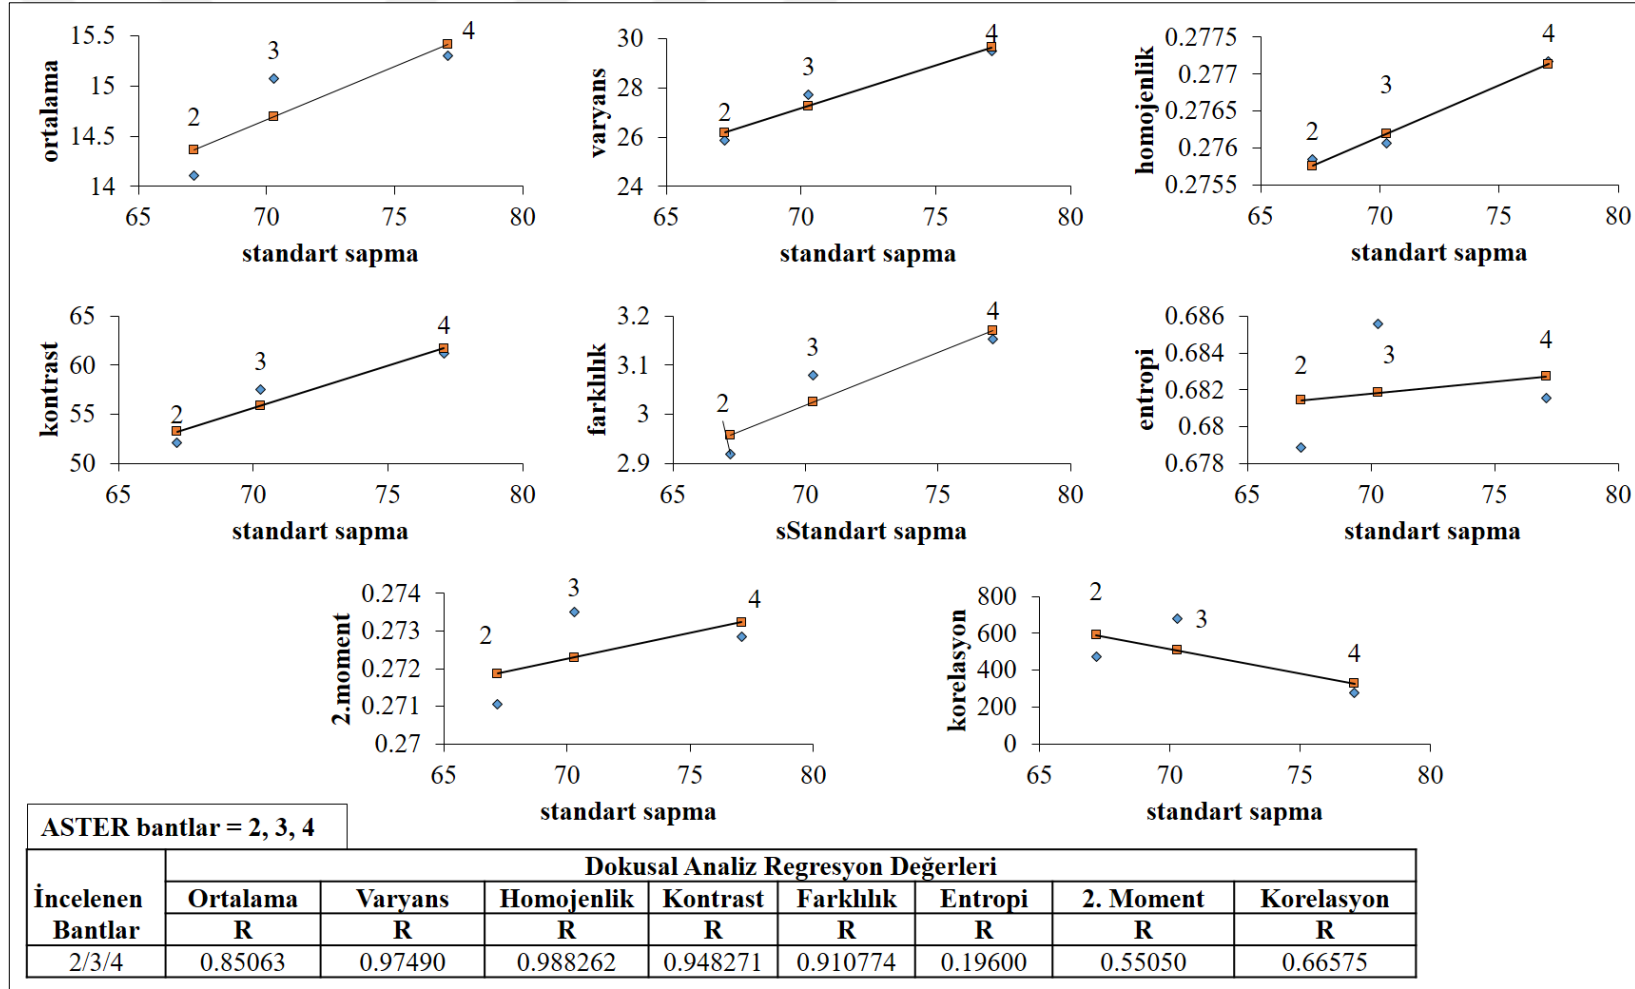 15.5
15
14.5
14
ortalama
2
3
4
65 70 75 80
standart sapma
30
28
26
24
varyans
2
3
4
65 70 75 80
standart sapma
0.2775
0.277
0.2765
0.276
0.2755
homojenlik
2
3
4
65 70 75 80
standart sapma
65
60
55
50
kontrast
2
3
4
65 70 75 80
standart sapma
3.2
3.1
3
2.9
farklılık
2
3
4
65 70 75 80
sStandart sapma
0.686
0.684
0.682
0.68
0.678
entropi
2
3
4
65 70 75 80
standart sapma
0.274
0.273
0.272
0.271
0.27
2.moment
2
3
4
65 70 75 80
standart sapma
800
600
400
200
0
korelasyon
2
3
4
65 70 75 80
standart sapma
ASTER bantlar = 2, 3, 4
Dokusal Analiz Regresyon Değerleri
İncelenen Bantlar
Ortalama Varyans Homojenlik Kontrast Farklılık Entropi 2. Moment Korelasyon
R R R R R R R R
2/3/4 0.85063 0.97490 0.988262 0.948271 0.910774 0.19600 0.55050 0.66575